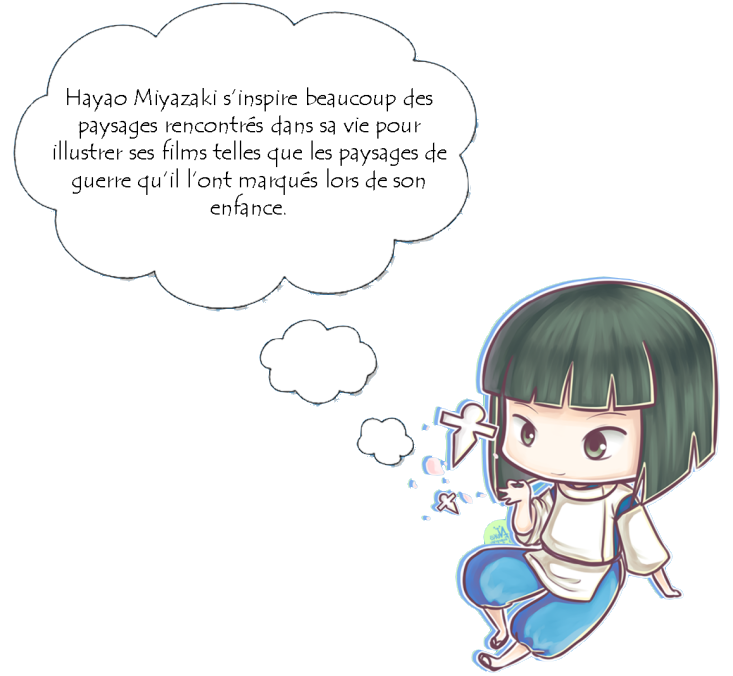 Hayao Miyazaki s'inspire beaucoup des
paysages rencontrés dans sa vie pour
illustrer ses films telles que les paysages de
guerre qu'il l'ont marqués lors de son
enfance.